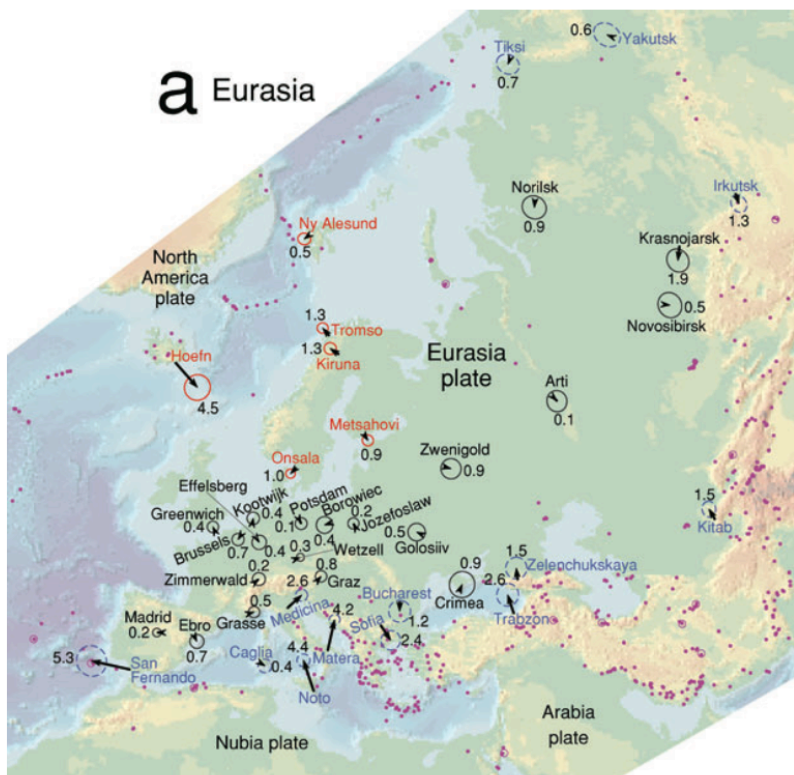 a Eurasia
0.6
Yakutsk
Tiksi
0.7
Norilsk
0.9
Irkutsk
1.3
Krasnojarsk
1.9
0.5
Novosibirsk
Ny Alesund
0.5
North
America
plate
1.3
Tromso
1.3
Kiruna
Hoefn
4.5
Eurasia
plate
Arti
0.1
Metsahovi
0.9
Zwenigold
0.9
Onsala
1.0
Effelsberg
Kootwijk
0.4
Potsdam
0.1
Borowiec
0.4
0.2
Jozefoslaw
Greenwich
0.4
Brussels
0.7
0.4
0.3
Wetzell
0.5
Golosiiv
1.5
Kitab
Zimmerwald
0.2
0.8
Graz
2.6
Medicina
0.5
Grasse
0.9
Crimea
1.5
Zelenchukskaya
2.6
Trabzon
Bucharest
1.2
Sofia
2.4
4.2
Matera
Madrid
0.2
Ebro
0.7
Caglia
0.4
4.4
Noto
5.3
San
Fernando
Nubia plate
Arabia
plate